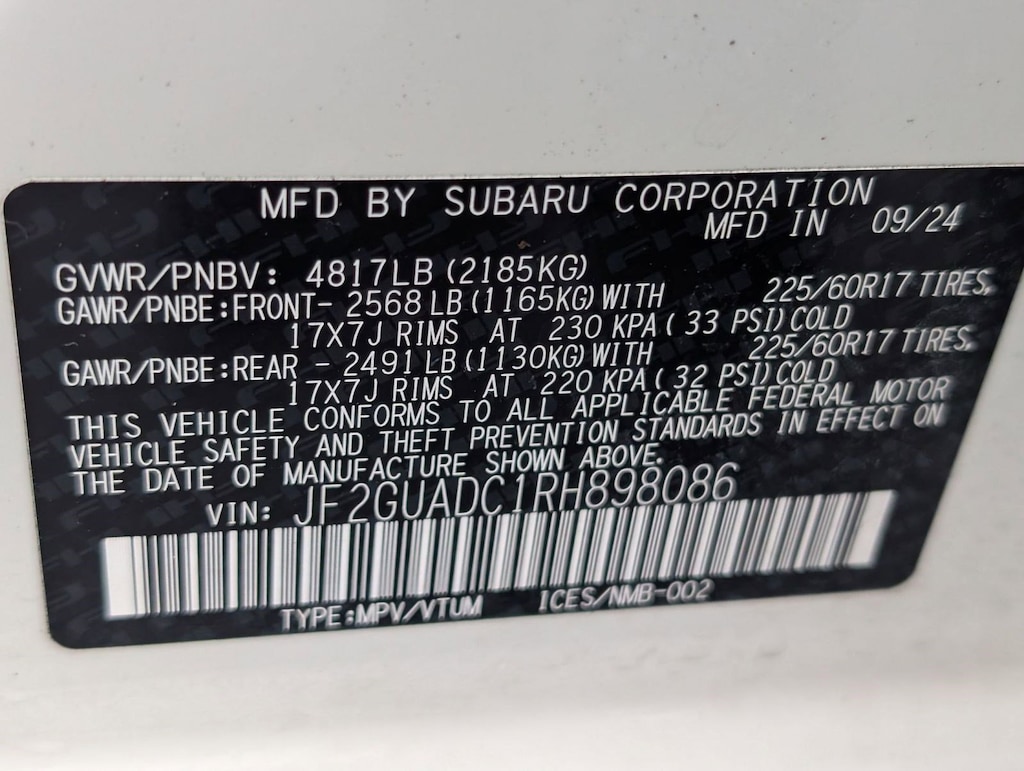 MFD BY SUBARU CORPORATION
MFD IN 09/24
GVWR/PNBV: 4817LB (2185KG)
GAWR/PNBE:FRONT- 2568 LB (1165KG) WITH 225/60R17 TIRES,
17X7J RIMS AT 230 KPA ( 33 PSI) COLD
GAWR/PNBE:REAR - 2491 LB (1130KG) WITH 225/60R17 TIRES,
17X7J RIMS AT 220 KPA ( 32 PSI) COLD
THIS VEHICLE CONFORMS TO ALL APPLICABLE FEDERAL MOTOR
VEHICLE SAFETY AND THEFT PREVENTION STANDARDS IN EFFECT ON
THE DATE OF MANUFACTURE SHOWN ABOVE.
VIN: JF2GUADC1RH898086
TYPE:MPV/VTUM ICES/NMB-002